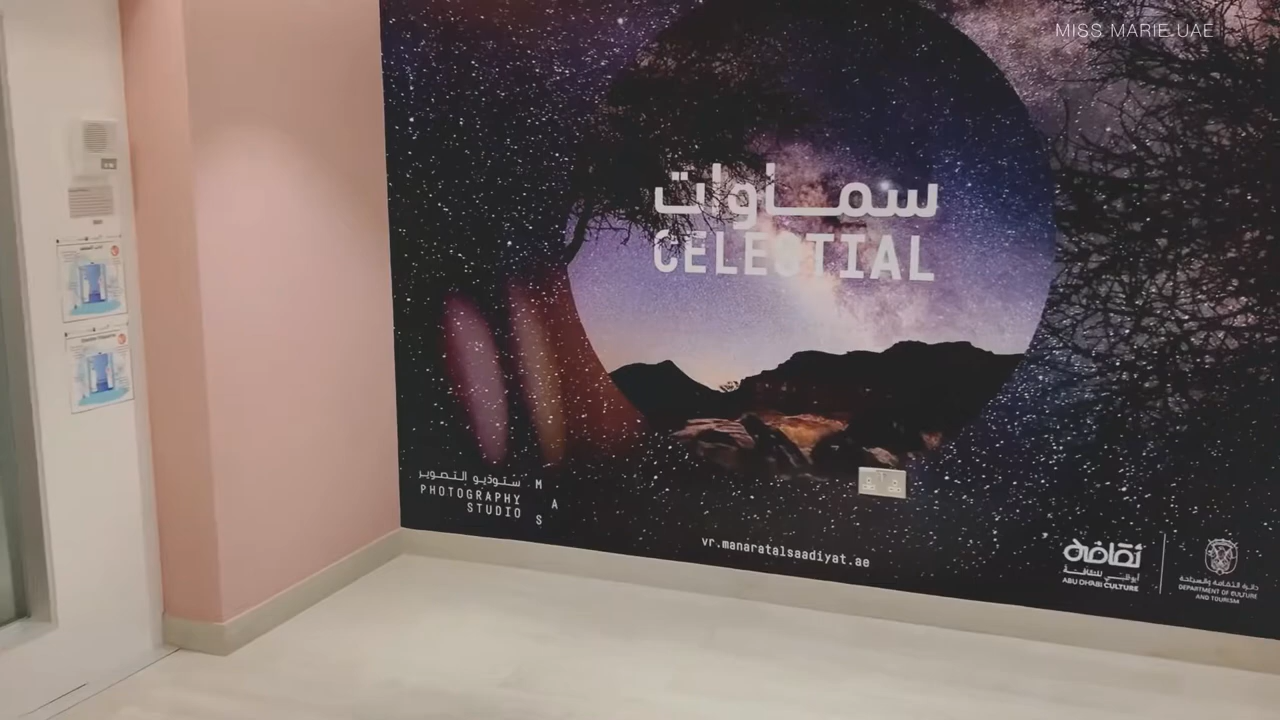 MISS MARIE UAE
سماوات
CELESTIAL
ستوديو التصوير
PHOTOGRAPHY
STUDIO
M
A
S
vr.manaratalsaadiyat.ae
ثقافة
أبوظبي للثقافة
ABU DHABI CULTURE
دائرة الثقافة والسياحة
DEPARTMENT OF CULTURE
AND TOURISM